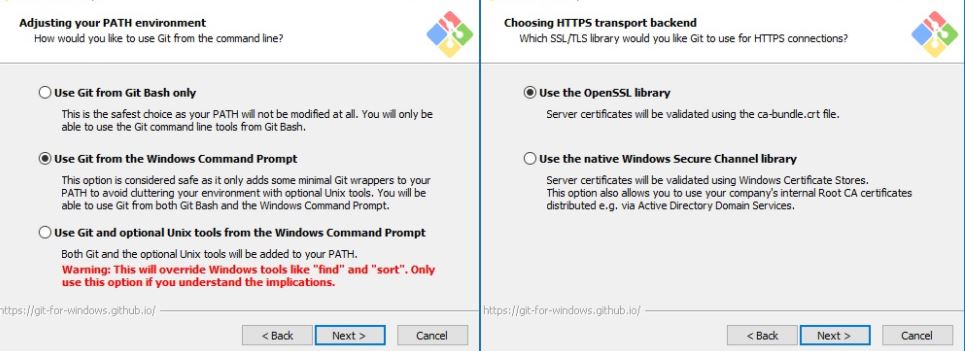 Adjusting your PATH environment
How would you like to use Git from the command line?
Use Git from Git Bash only
This is the safest choice as your PATH will not be modified at all. You will only be
able to use the Git command line tools from Git Bash.
Use Git from the Windows Command Prompt
This option is considered safe as it only adds some minimal Git wrappers to your
PATH to avoid cluttering your environment with optional Unix tools. You will be
able to use Git from both Git Bash and the Windows Command Prompt.
Use Git and optional Unix tools from the Windows Command Prompt
Both Git and the optional Unix tools will be added to your PATH.
Warning: This will override Windows tools like "find" and "sort". Only
use this option if you understand the implications.
https://git-for-windows.github.io/
< Back
Next >
Cancel
Choosing HTTPS transport backend
Which SSL/TLS library would you like Git to use for HTTPS connections?
Use the OpenSSL library
Server certificates will be validated using the ca-bundle.crt file.
Use the native Windows Secure Channel library
Server certificates will be validated using Windows Certificate Stores.
This option also allows you to use your company's internal Root CA certificates
distributed e.g. via Active Directory Domain Services.
https://git-for-windows.github.io/
< Back
Next >
Cancel